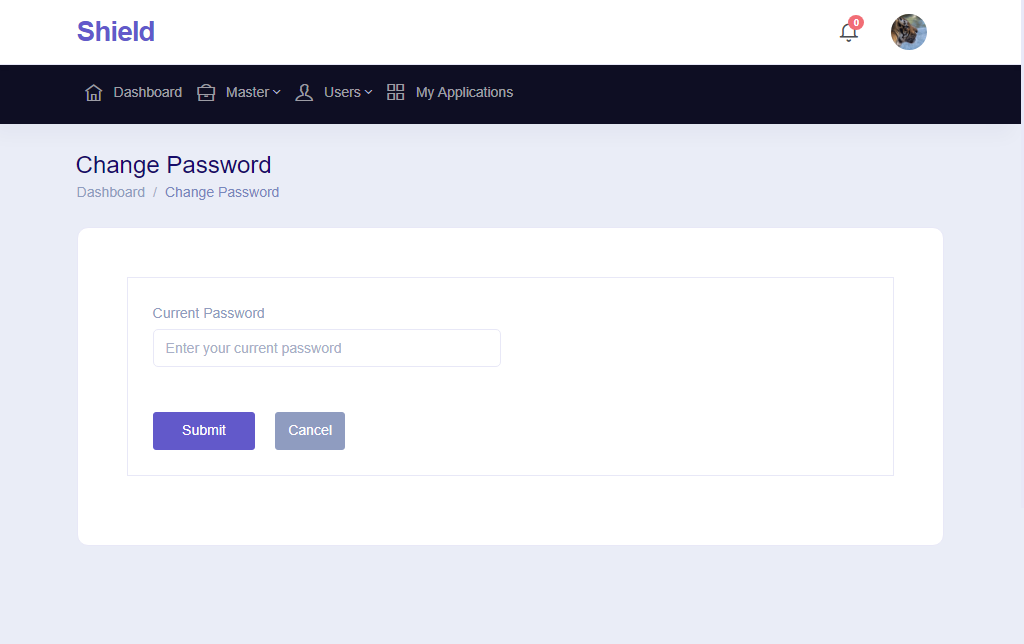 Shield
0
Dashboard Master Users My Applications
Change Password
Dashboard / Change Password
Current Password
Enter your current password
Submit Cancel